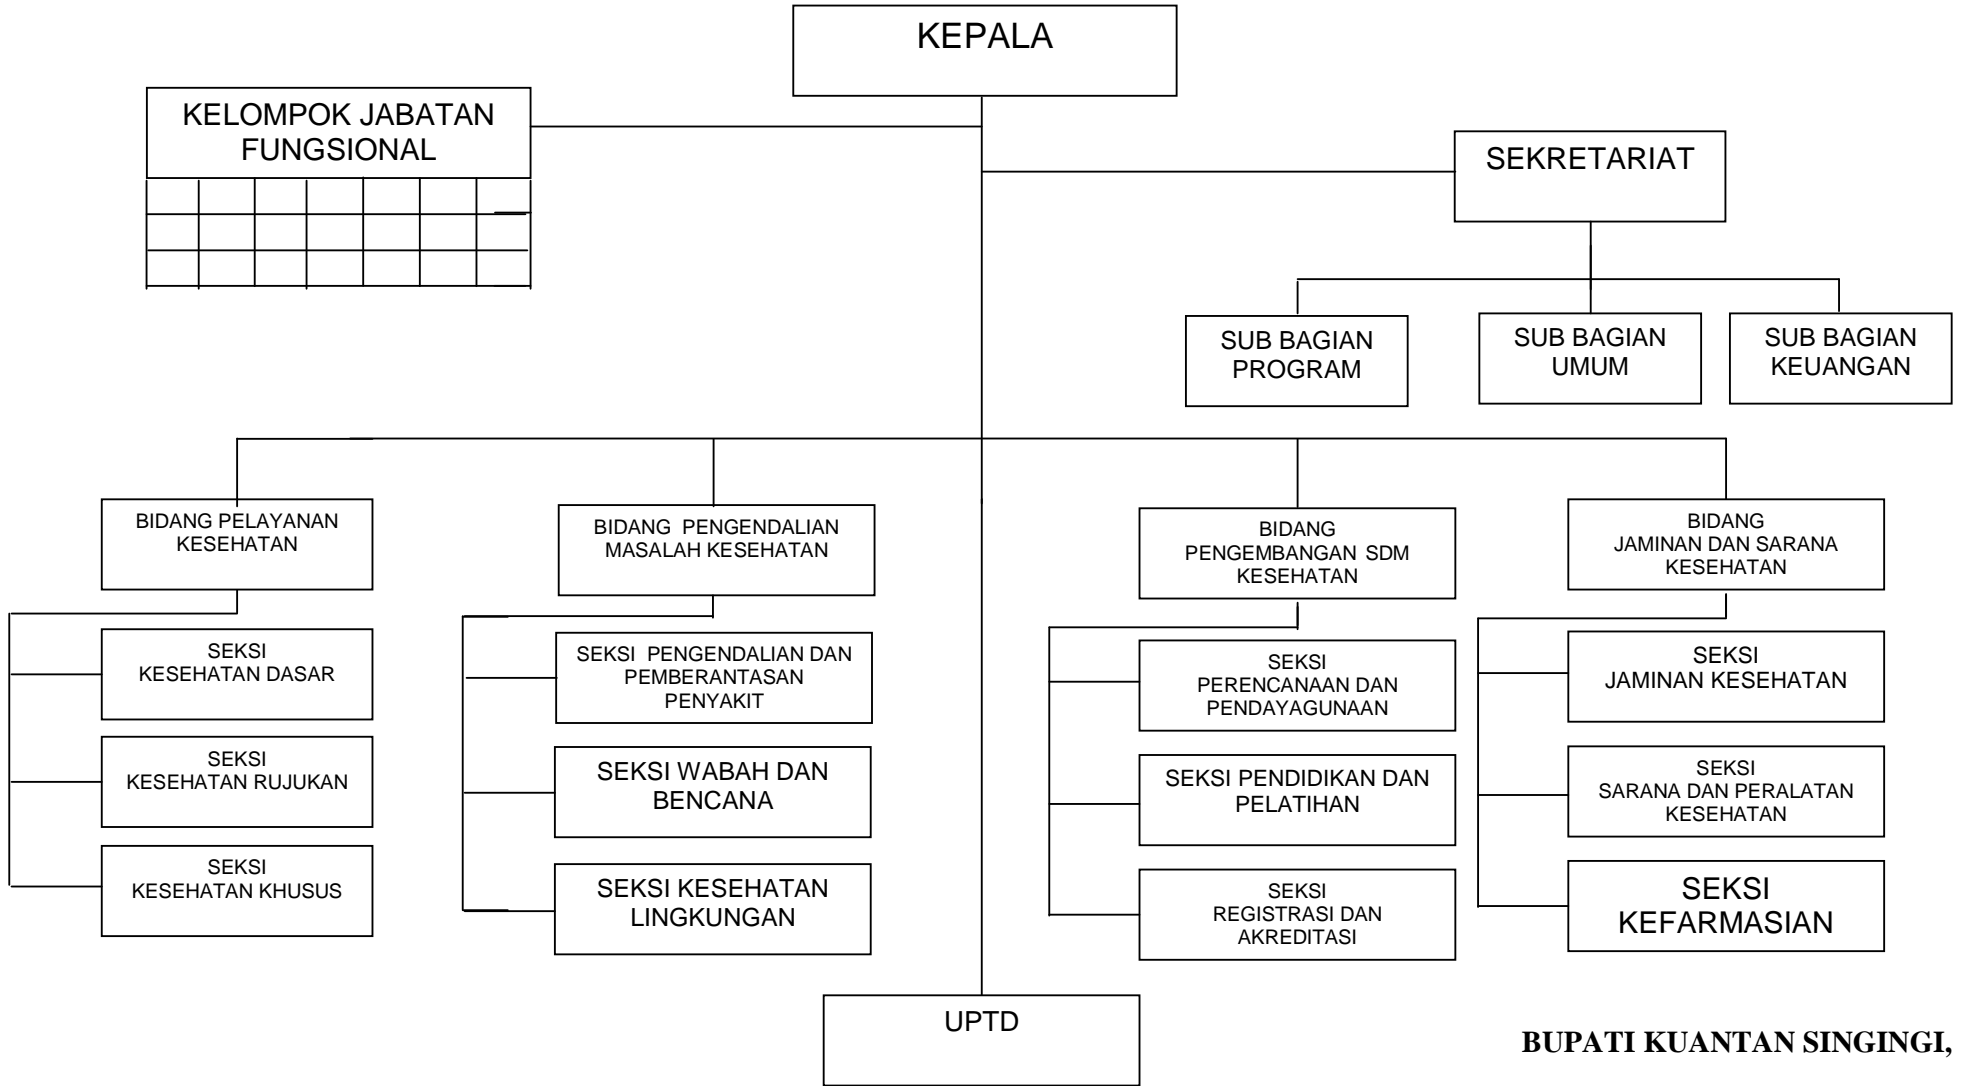 KEPALA
KELOMPOK JABATAN
FUNGSIONAL
SEKRETARIAT
SUB BAGIAN
PROGRAM
SUB BAGIAN
UMUM
SUB BAGIAN
KEUANGAN
BIDANG PELAYANAN
KESEHATAN
BIDANG PENGENDALIAN
MASALAH KESEHATAN
BIDANG
PENGEMBANGAN SDM
KESEHATAN
BIDANG
JAMINAN DAN SARANA
KESEHATAN
SEKSI
KESEHATAN DASAR
SEKSI PENGENDALIAN DAN
PEMBERANTASAN
PENYAKIT
SEKSI
PERENCANAAN DAN
PENDAYAGUNAAN
SEKSI
JAMINAN KESEHATAN
SEKSI
KESEHATAN RUJUKAN
SEKSI WABAH DAN
BENCANA
SEKSI PENDIDIKAN DAN
PELATIHAN
SEKSI
SARANA DAN PERALATAN
KESEHATAN
SEKSI
KESEHATAN KHUSUS
SEKSI KESEHATAN
LINGKUNGAN
SEKSI
REGISTRASI DAN
AKREDITASI
SEKSI
KEFARMASIAN
UPTD
BUPATI KUANTAN SINGINGI,